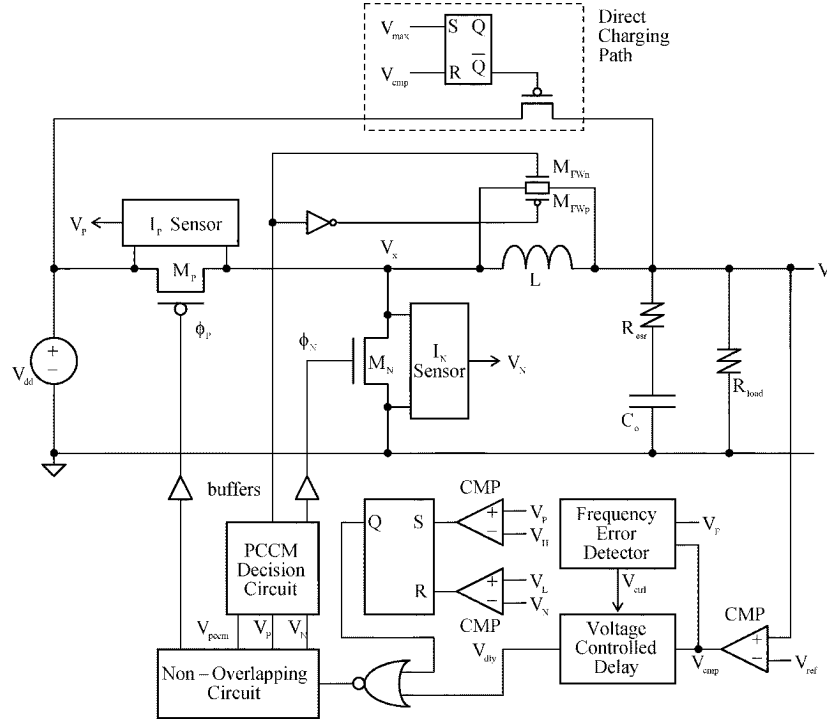 Direct
Charging
Path
V_max
S Q
V_cmp
R Q̅
M_FWn
M_FWp
V_P
I_P Sensor
V_x
M_P
L
ϕ_P
ϕ_N
M_N
I_N
Sensor
V_N
R_esr
R_load
V_dd
+
−
C_o
buffers
CMP
Q S
+
−
V_P
V_H
Frequency
Error
Detector
V_F
PCCM
Decision
Circuit
R
+
−
V_L
V_N
V_ctrl
CMP
CMP
V_pccm V_P V_N
V_dly
Voltage
Controlled
Delay
V_cmp
+
−
V_ref
Non − Overlapping
Circuit